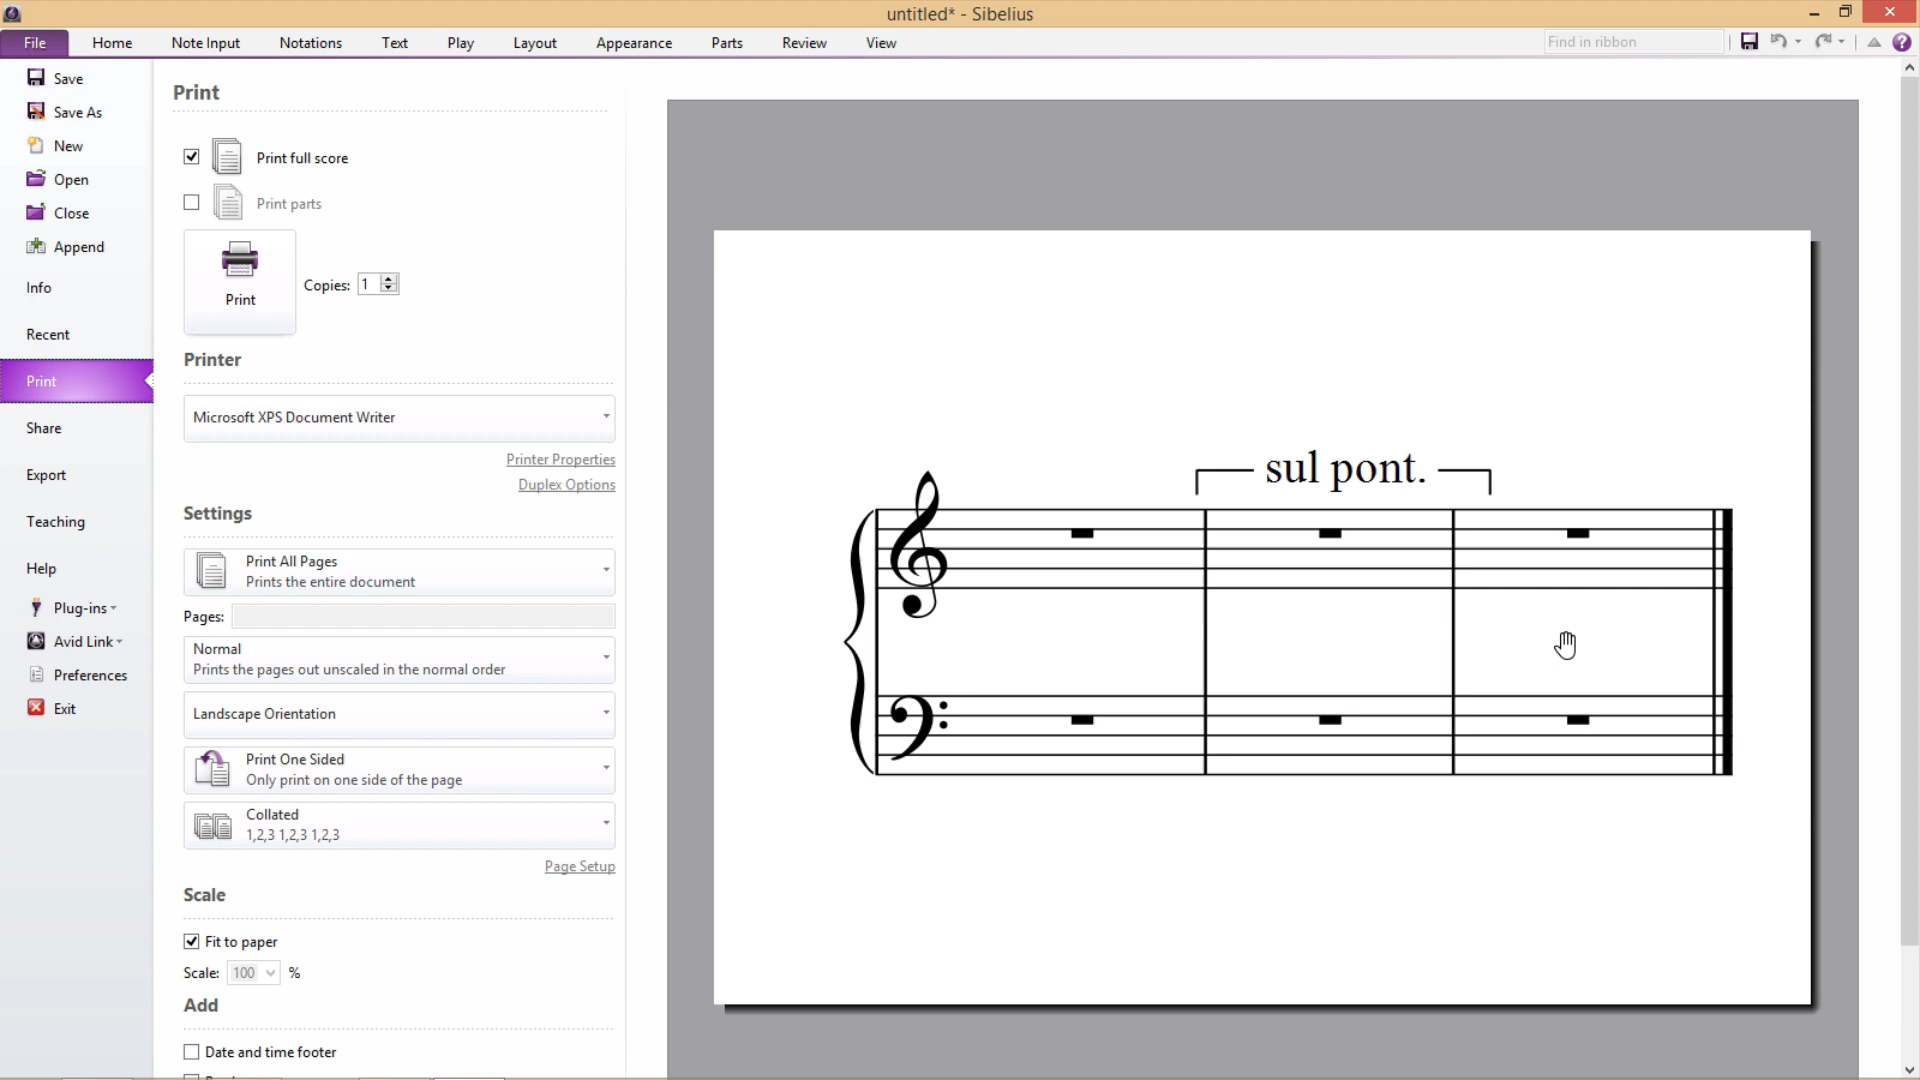 untitled* - Sibelius
File Home Note Input Notations Text Play Layout Appearance Parts Review View Find in ribbon
Save
Save As
New
Open
Close
Append
Info
Recent
Print
Share
Export
Teaching
Help
Plug-ins
Avid Link
Preferences
Exit
Print
Print full score
Print parts
Print
Copies: 1
Printer
Microsoft XPS Document Writer
Printer Properties
Duplex Options
Settings
Print All Pages
Prints the entire document
Pages:
Normal
Prints the pages out unscaled in the normal order
Landscape Orientation
Print One Sided
Only print on one side of the page
Collated
1,2,3 1,2,3 1,2,3
Page Setup
Scale
Fit to paper
Scale: 100 %
Add
Date and time footer
sul pont.